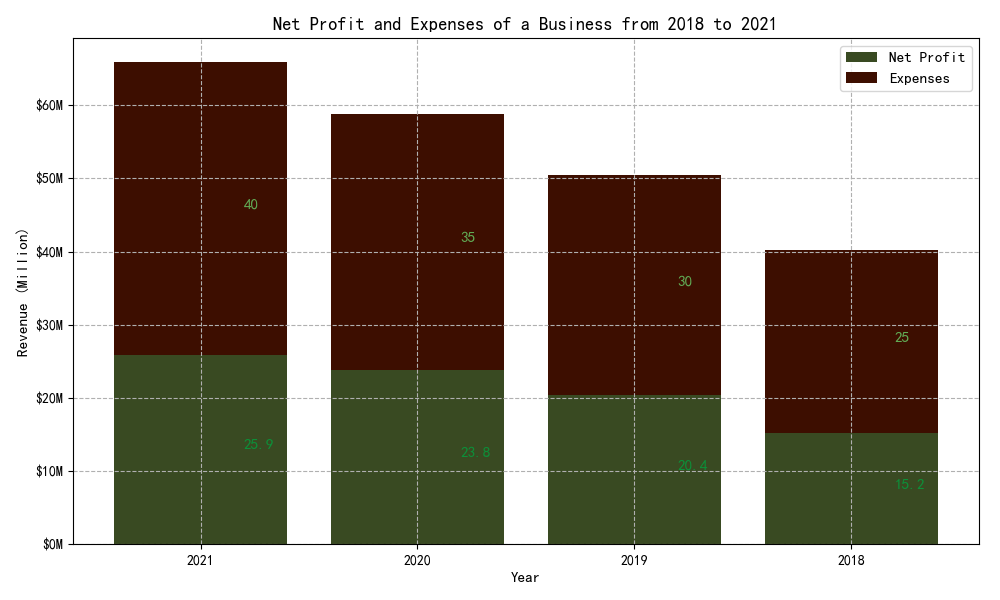 Net Profit and Expenses of a Business from 2018 to 2021
Net Profit
Expenses
Revenue (Million)
$60M
$50M
$40M
$30M
$20M
$10M
$0M
40
35
30
25
25.9
23.8
20.4
15.2
2021
2020
2019
2018
Year